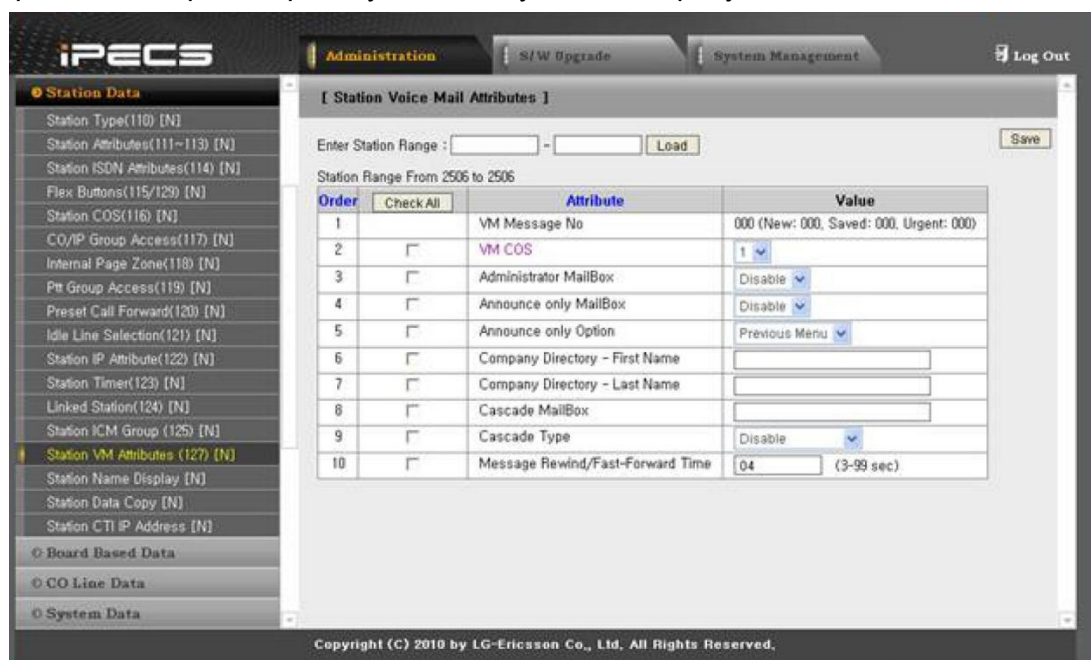 iPECS
Administration
S/W Upgrade
System Management
Log Out
Station Data
Station Type(110) [N]
Station Attributes(111~113) [N]
Station ISDN Attributes(114) [N]
Flex Buttons(115/129) [N]
Station COS(116) [N]
CO/IP Group Access(117) [N]
Internal Page Zone(118) [N]
Ptt Group Access(119) [N]
Preset Call Forward(120) [N]
Idle Line Selection(121) [N]
Station IP Attribute(122) [N]
Station Timer(123) [N]
Linked Station(124) [N]
Station ICM Group (125) [N]
Station VM Attributes (127) [N]
Station Name Display [N]
Station Data Copy [N]
Station CTI IP Address [N]
Board Based Data
CO Line Data
System Data
[ Station Voice Mail Attributes ]
Enter Station Range : - Load Save
Station Range From 2506 to 2506
Order Check All Attribute Value
1 VM Message No 000 (New: 000, Saved: 000, Urgent: 000)
2 VM COS 1
3 Administrator MailBox Disable
4 Announce only MailBox Disable
5 Announce only Option Previous Menu
6 Company Directory - First Name
7 Company Directory - Last Name
8 Cascade MailBox
9 Cascade Type Disable
10 Message Rewind/Fast-Forward Time 04 (3-99 sec)
Copyright (C) 2010 by LG-Ericsson Co., Ltd, All Rights Reserved,